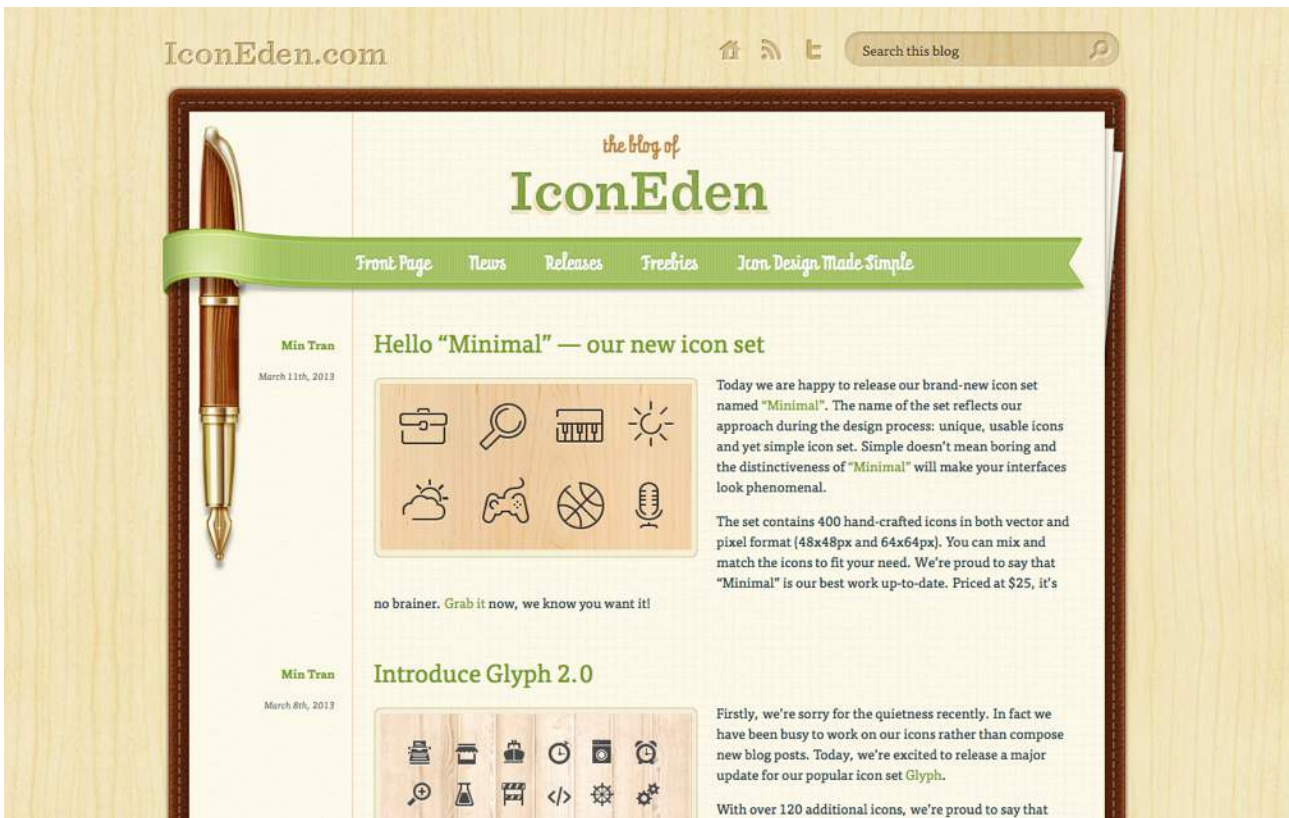 IconEden.com
Search this blog
the blog of
IconEden
Front Page News Releases Freebies Icon Design Made Simple
Min Tran
March 11th, 2013
Hello “Minimal” — our new icon set
Today we are happy to release our brand-new icon set
named “Minimal”. The name of the set reflects our
approach during the design process: unique, usable icons
and yet simple icon set. Simple doesn’t mean boring and
the distinctiveness of “Minimal” will make your interfaces
look phenomenal.
The set contains 400 hand-crafted icons in both vector and
pixel format (48x48px and 64x64px). You can mix and
match the icons to fit your need. We’re proud to say that
“Minimal” is our best work up-to-date. Priced at $25, it’s
no brainer. Grab it now, we know you want it!
Min Tran
March 8th, 2013
Introduce Glyph 2.0
Firstly, we’re sorry for the quietness recently. In fact we
have been busy to work on our icons rather than compose
new blog posts. Today, we’re excited to release a major
update for our popular icon set Glyph.
With over 120 additional icons, we’re proud to say that